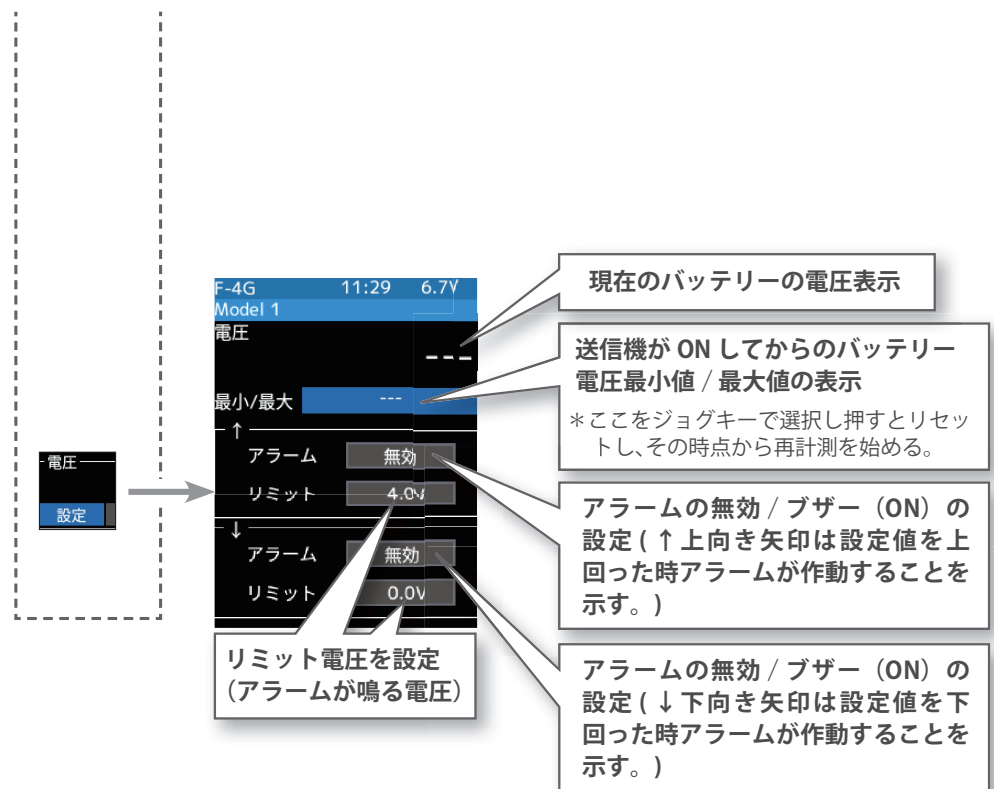 電圧
設定
F-4G 11:29 6.7V
Model 1
電圧
---
最小/最大 ---
↑
アラーム 無効
リミット 4.0V
↓
アラーム 無効
リミット 0.0V
現在のバッテリーの電圧表示
送信機が ON してからのバッテリー
電圧最小値 / 最大値の表示
＊ここをジョグキーで選択し押すとリセッ
トし、その時点から再計測を始める。
アラームの無効 / ブザー（ON）の
設定 ( ↑ 上向き矢印は設定値を上
回った時アラームが作動することを
示す。)
リミット電圧を設定
（アラームが鳴る電圧）
アラームの無効 / ブザー（ON）の
設定 ( ↓ 下向き矢印は設定値を下
回った時アラームが作動することを
示す。)